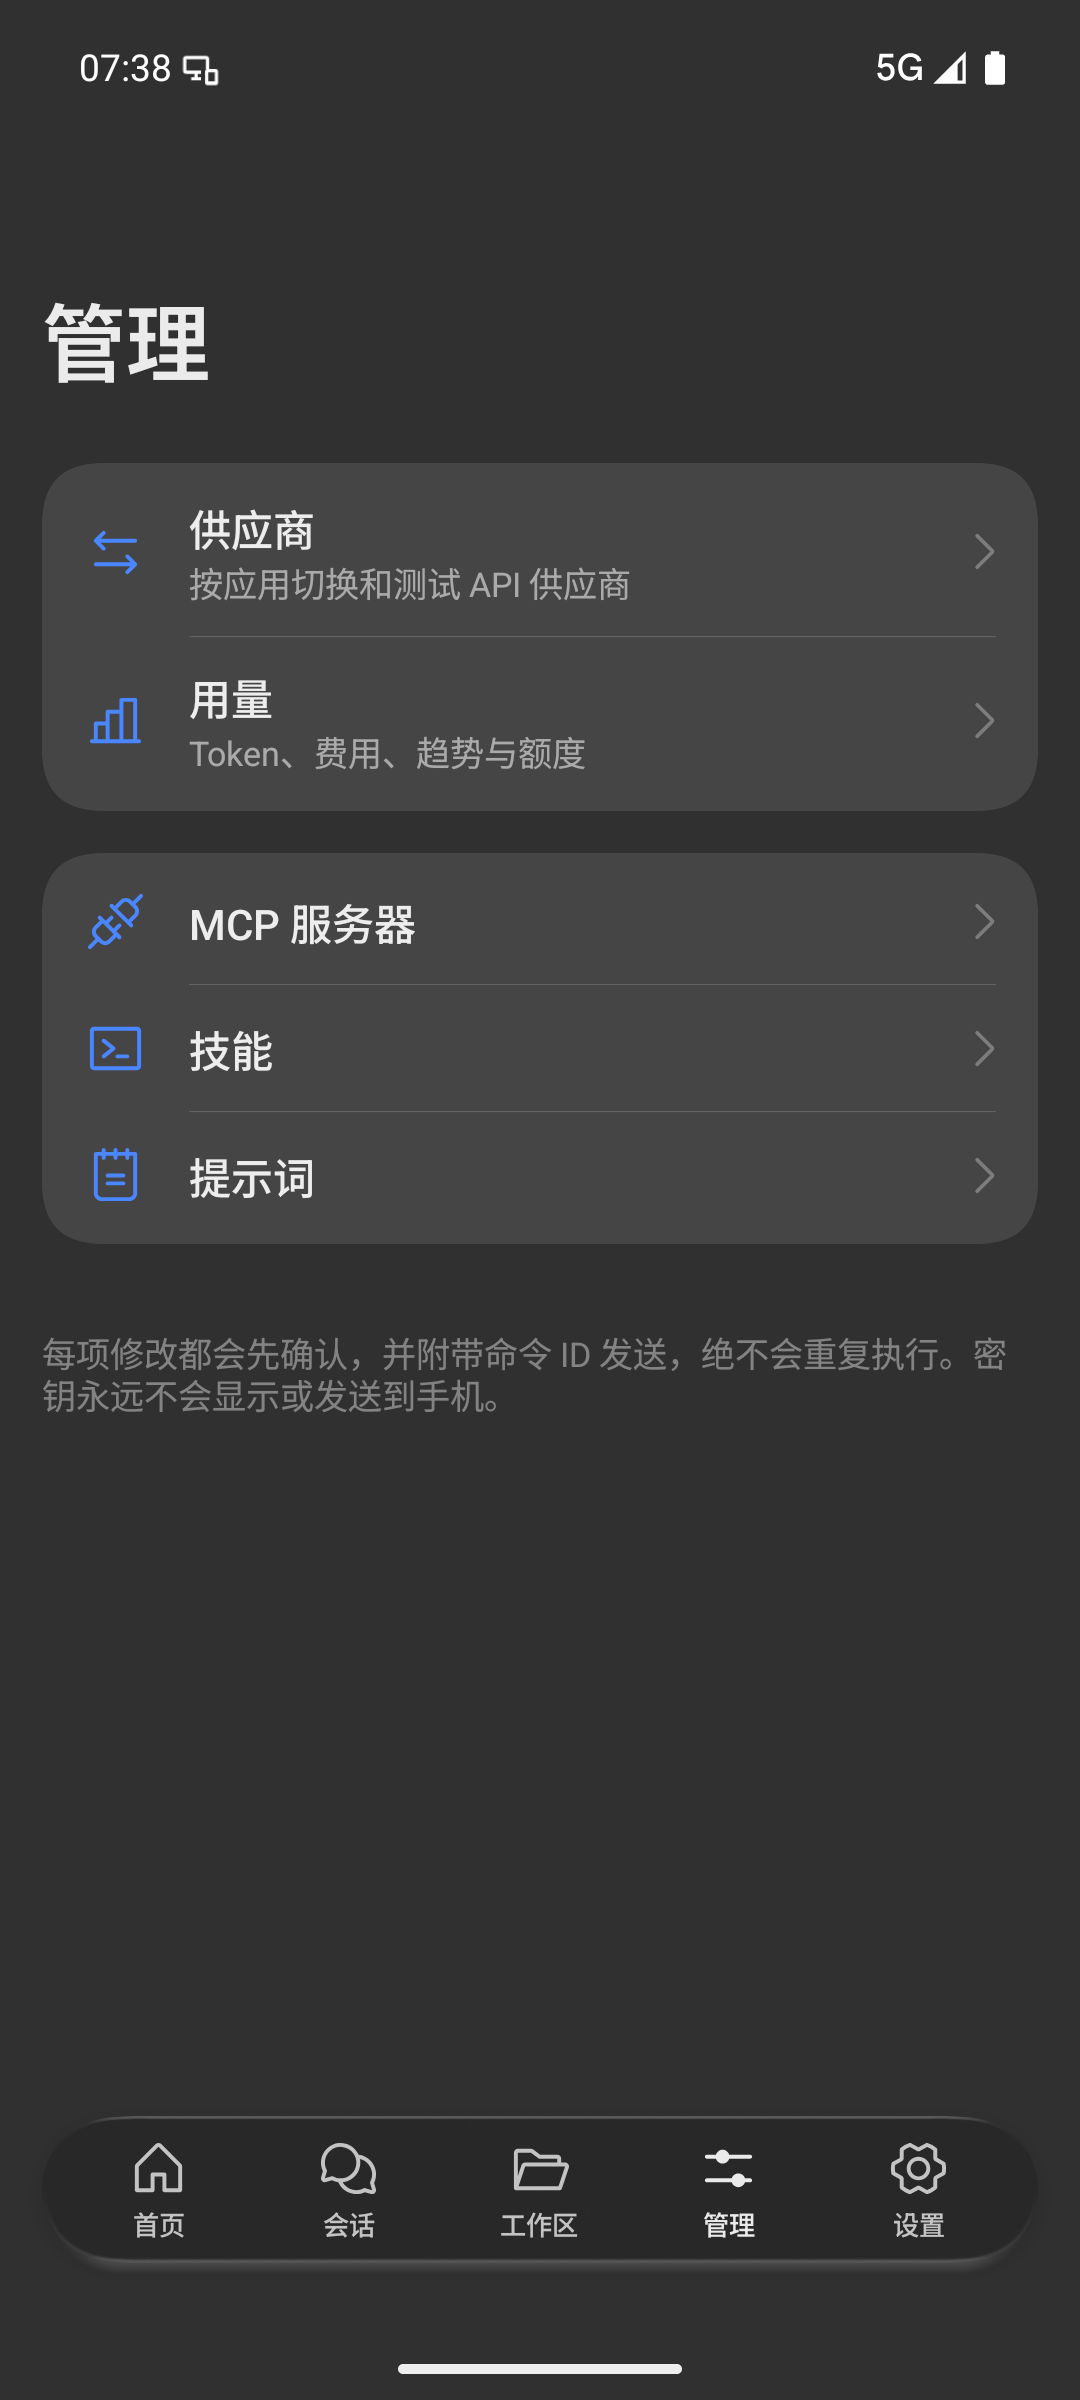 07:38
5G
管理
供应商
按应用切换和测试 API 供应商
用量
Token、费用、趋势与额度
MCP 服务器
技能
提示词
每项修改都会先确认，并附带命令 ID 发送，绝不会重复执行。密
钥永远不会显示或发送到手机。
首页
会话
工作区
管理
设置